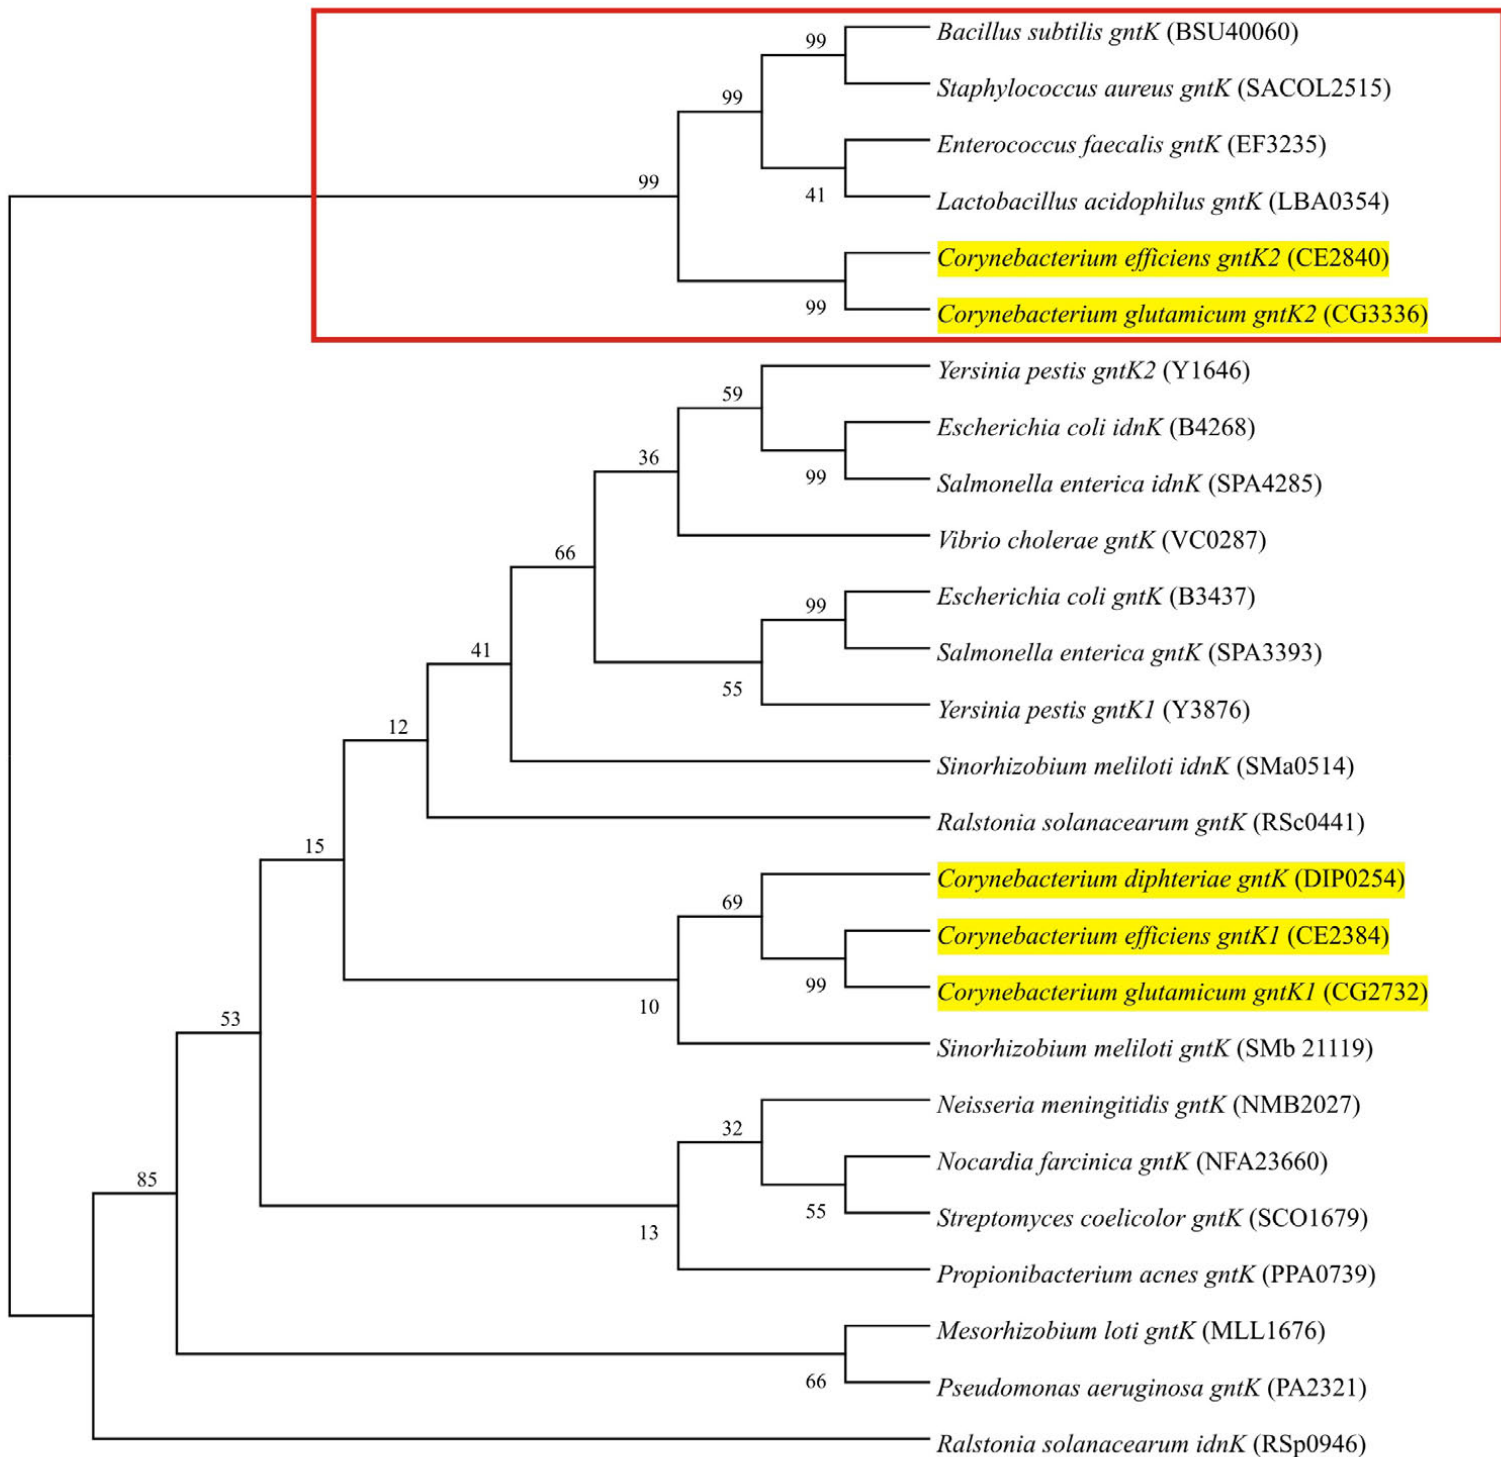 99
Bacillus subtilis gntK (BSU40060)
Staphylococcus aureus gntK (SACOL2515)
99
Enterococcus faecalis gntK (EF3235)
99
41
Lactobacillus acidophilus gntK (LBA0354)
Corynebacterium efficiens gntK2 (CE2840)
99
Corynebacterium glutamicum gntK2 (CG3336)
Yersinia pestis gntK2 (Y1646)
59
Escherichia coli idnK (B4268)
36
99
Salmonella enterica idnK (SPA4285)
Vibrio cholerae gntK (VC0287)
66
99
Escherichia coli gntK (B3437)
41
Salmonella enterica gntK (SPA3393)
55
Yersinia pestis gntK1 (Y3876)
12
Sinorhizobium meliloti idnK (SMa0514)
Ralstonia solanacearum gntK (RSc0441)
15
Corynebacterium diphteriae gntK (DIP0254)
69
Corynebacterium efficiens gntK1 (CE2384)
99
Corynebacterium glutamicum gntK1 (CG2732)
10
53
Sinorhizobium meliloti gntK (SMb 21119)
Neisseria meningitidis gntK (NMB2027)
32
Nocardia farcinica gntK (NFA23660)
85
55
Streptomyces coelicolor gntK (SCO1679)
13
Propionibacterium acnes gntK (PPA0739)
Mesorhizobium loti gntK (MLL1676)
66
Pseudomonas aeruginosa gntK (PA2321)
Ralstonia solanacearum idnK (RSp0946)